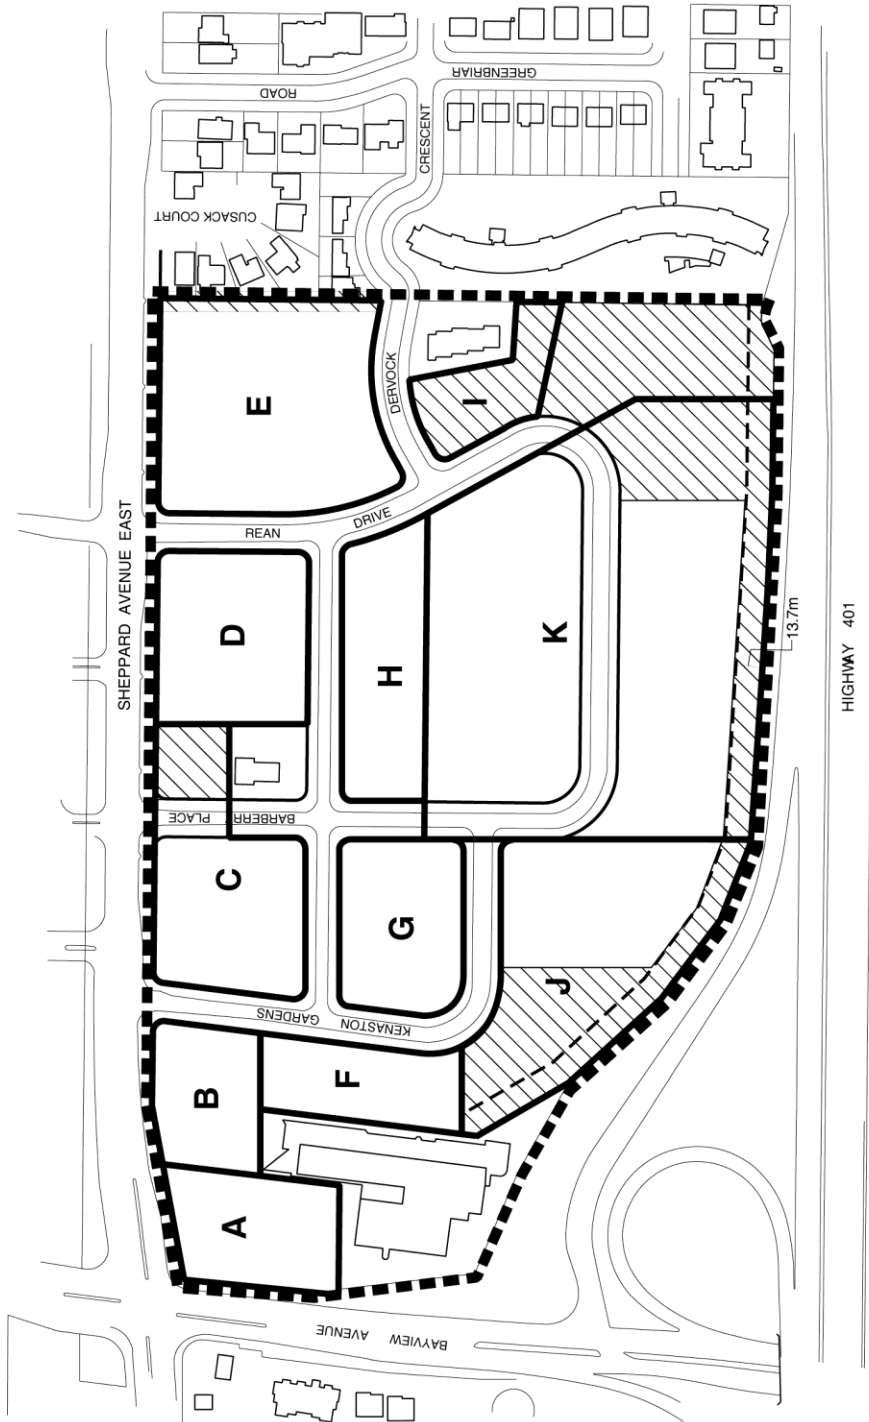 ROAD
GREENBRIAR
CRESCENT
CUSACK COURT
SHEPPARD AVENUE EAST
E
DERVOCK
I
REAN
DRIVE
D
H
K
13.7m
HIGHWAY 401
BARBERRY PLACE
C
G
J
KENASTON
GARDENS
B
F
A
BAYVIEW AVENUE